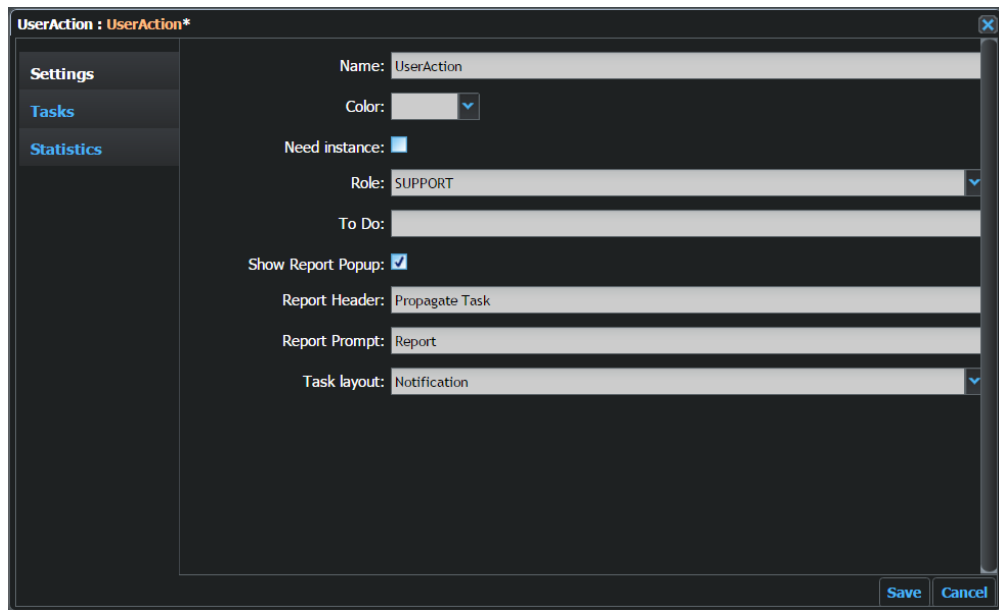 UserAction : UserAction*
Settings
Tasks
Statistics
Name: UserAction
Color:
Need instance:
Role: SUPPORT
To Do:
Show Report Popup:
Report Header: Propagate Task
Report Prompt: Report
Task layout: Notification
Save Cancel